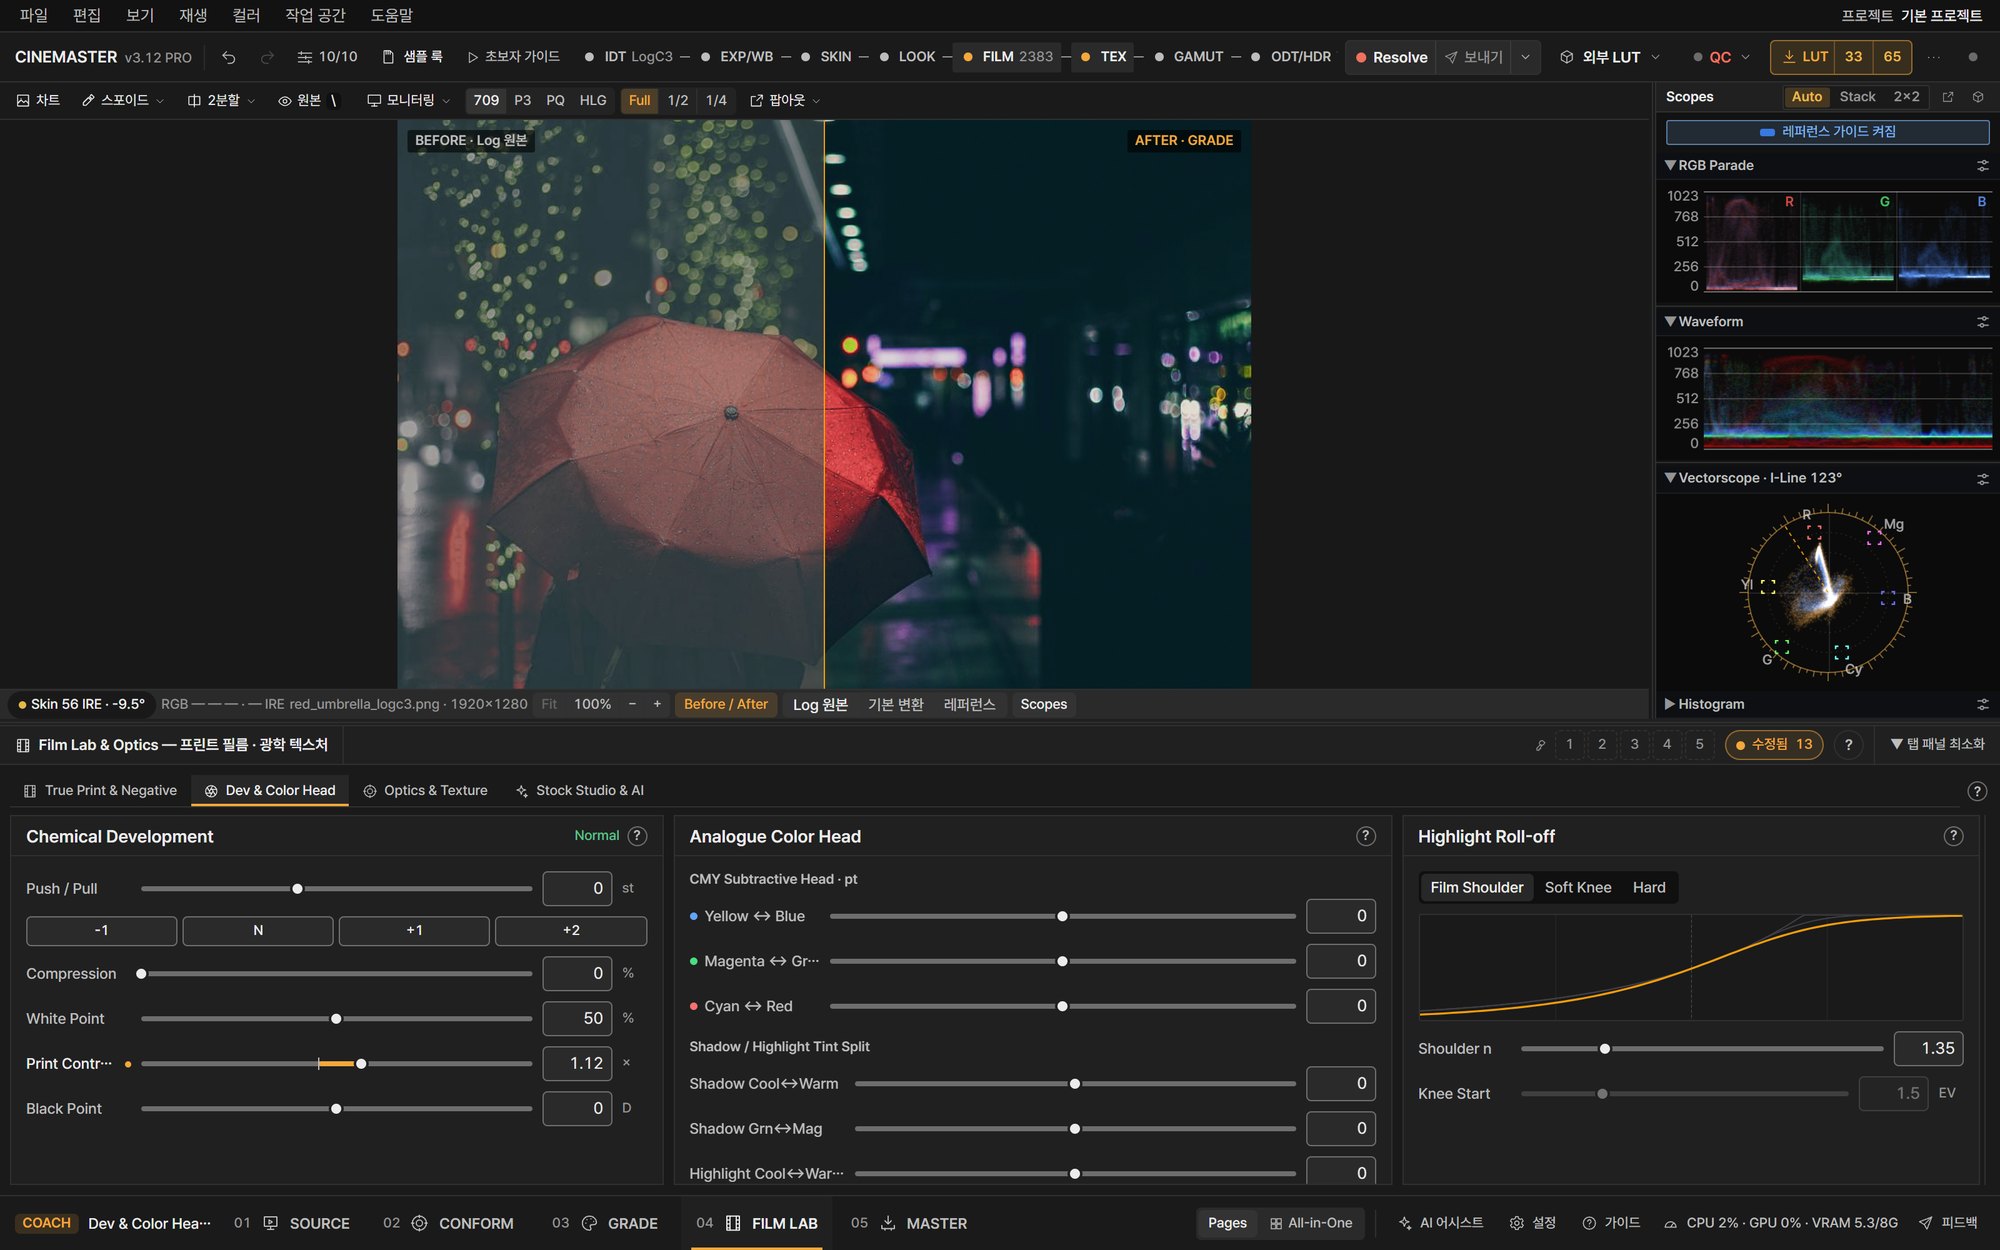 파일 편집 보기 재생 컬러 작업 공간 도움말 프로젝트 기본 프로젝트
CINEMASTER v3.12 PRO 10/10 샘플 룩 초보자 가이드 IDT LogC3 EXP/WB SKIN LOOK FILM 2383 TEX GAMUT ODT/HDR Resolve 보내기 외부 LUT QC LUT 33 65 ···
차트 스포이드 2분할 원본 \ 모니터링 709 P3 PQ HLG Full 1/2 1/4 팝아웃
Scopes Auto Stack 2×2
BEFORE · Log 원본
AFTER · GRADE
레퍼런스 가이드 켜짐
▼RGB Parade
1023
768
512
256
0
R G B
▼Waveform
1023
768
512
256
0
▼Vectorscope · I-Line 123°
R
Mg
Yl
B
G
Cy
▶Histogram
Skin 56 IRE · -9.5° RGB — — — · — IRE red_umbrella_logc3.png · 1920×1280 Fit 100% − + Before / After Log 원본 기본 변환 레퍼런스 Scopes
Film Lab & Optics — 프린트 필름 · 광학 텍스처 1 2 3 4 5 수정됨 13 ? ▼ 탭 패널 최소화
True Print & Negative Dev & Color Head Optics & Texture Stock Studio & AI ?
Chemical Development Normal ?
Push / Pull 0 st
-1 N +1 +2
Compression 0 %
White Point 50 %
Print Contr··· 1.12 ×
Black Point 0 D
Analogue Color Head ?
CMY Subtractive Head · pt
Yellow ↔ Blue 0
Magenta ↔ Gr··· 0
Cyan ↔ Red 0
Shadow / Highlight Tint Split
Shadow Cool↔Warm 0
Shadow Grn↔Mag 0
Highlight Cool↔War··· 0
Highlight Roll-off ?
Film Shoulder Soft Knee Hard
Shoulder n 1.35
Knee Start 1.5 EV
COACH Dev & Color Hea··· 01 SOURCE 02 CONFORM 03 GRADE 04 FILM LAB 05 MASTER Pages All-in-One AI 어시스트 설정 가이드 CPU 2% · GPU 0% · VRAM 5.3/8G 피드백